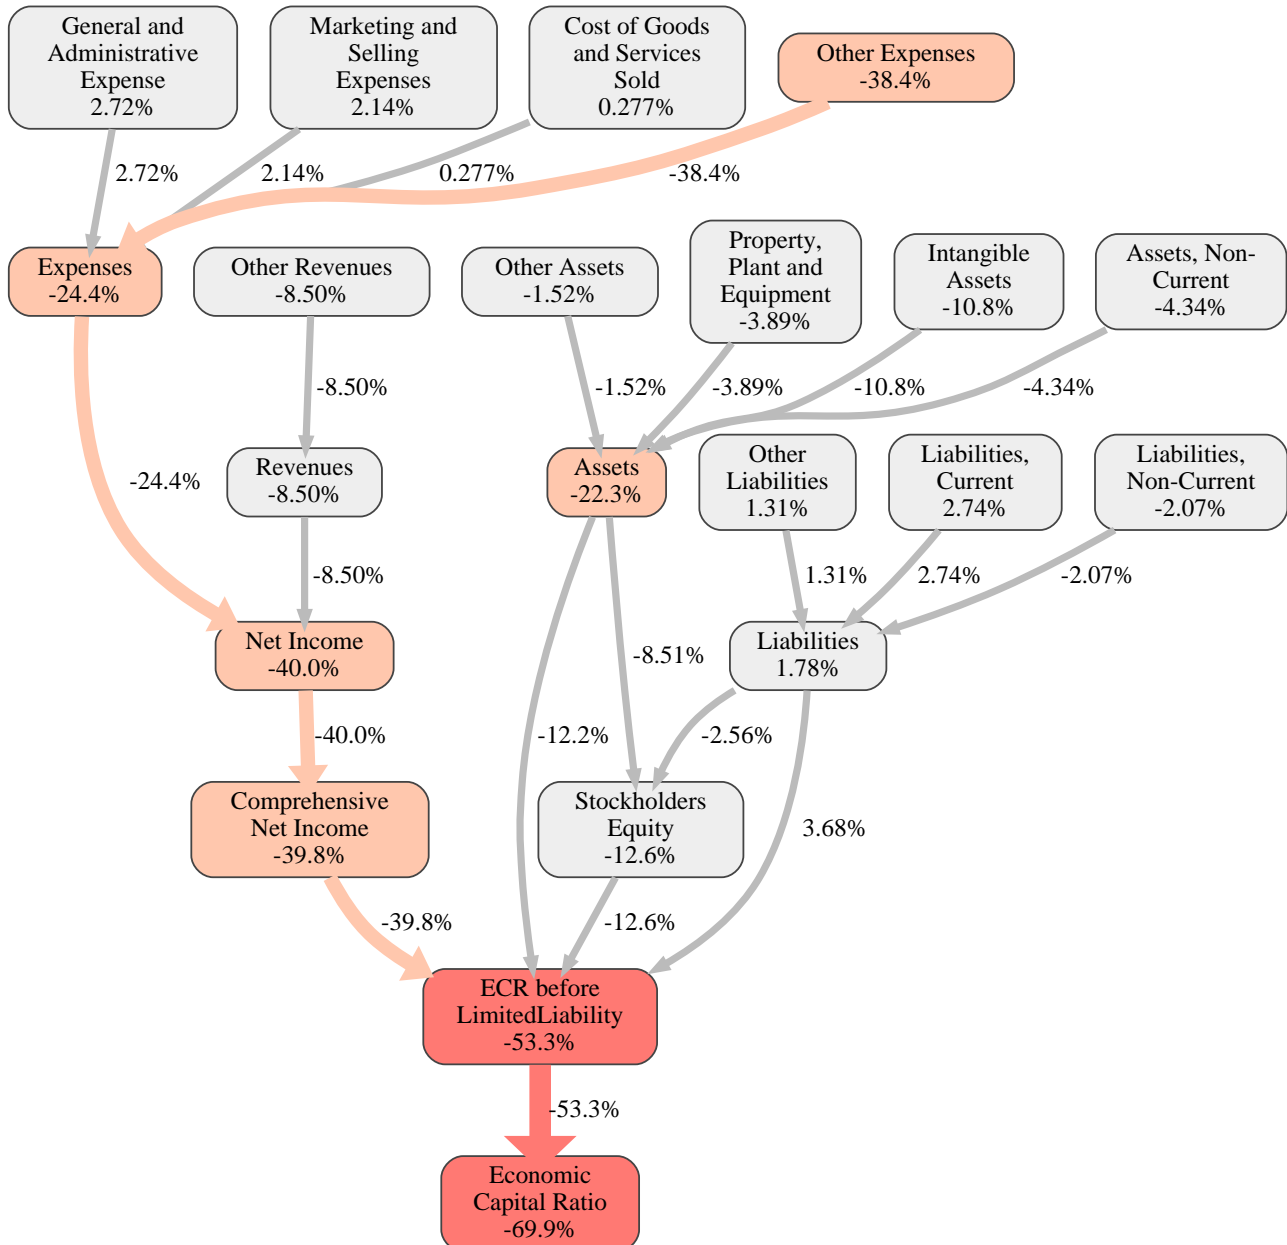 General and
Administrative
Expense
2.72%
Marketing and
Selling
Expenses
2.14%
Cost of Goods
and Services
Sold
0.277%
Other Expenses
-38.4%
2.72%
2.14%
0.277%
-38.4%
Expenses
-24.4%
Other Revenues
-8.50%
Other Assets
-1.52%
Property,
Plant and
Equipment
-3.89%
Intangible
Assets
-10.8%
Assets, Non-
Current
-4.34%
-8.50%
-1.52%
-3.89%
-10.8%
-4.34%
-24.4%
Revenues
-8.50%
Assets
-22.3%
Other
Liabilities
1.31%
Liabilities,
Current
2.74%
Liabilities,
Non-Current
-2.07%
-8.50%
1.31%
2.74%
-2.07%
Net Income
-40.0%
-8.51%
Liabilities
1.78%
-40.0%
-12.2%
-2.56%
Comprehensive
Net Income
-39.8%
Stockholders
Equity
-12.6%
3.68%
-39.8%
-12.6%
ECR before
LimitedLiability
-53.3%
-53.3%
Economic
Capital Ratio
-69.9%